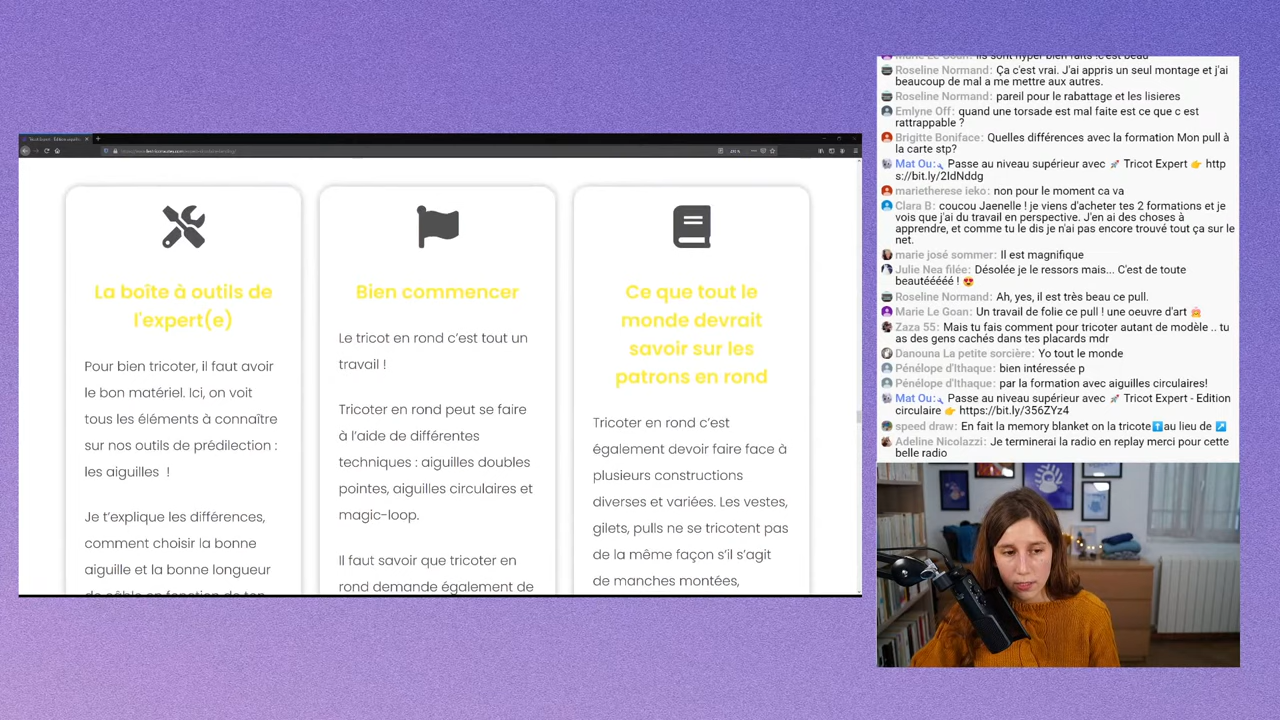 La boîte à outils de
l'expert(e)
Pour bien tricoter, il faut avoir
le bon matériel. Ici, on voit
tous les éléments à connaître
sur nos outils de prédilection :
les aiguilles !
Je t’explique les différences,
comment choisir la bonne
aiguille et la bonne longueur
Bien commencer
Le tricot en rond c’est tout un
travail !
Tricoter en rond peut se faire
à l’aide de différentes
techniques : aiguilles doubles
pointes, aiguilles circulaires et
magic-loop.
Il faut savoir que tricoter en
rond demande également de
Ce que tout le
monde devrait
savoir sur les
patrons en rond
Tricoter en rond c’est
également devoir faire face à
plusieurs constructions
diverses et variées. Les vestes,
gilets, pulls ne se tricotent pas
de la même façon s’il s’agit
de manches montées,
Roseline Normand: Ça c'est vrai. J'ai appris un seul montage et j'ai
beaucoup de mal a me mettre aux autres.
Roseline Normand: pareil pour le rabattage et les lisieres
Emlyne Off: quand une torsade est mal faite est ce que c est
rattrappable ?
Brigitte Boniface: Quelles différences avec la formation Mon pull à
la carte stp?
Mat Ou: Passe au niveau supérieur avec 🚀 Tricot Expert 👉 http
s://bit.ly/2IdNddg
mariethérese ieko: non pour le moment ca va
Clara B: coucou Jaenelle ! je viens d'acheter tes 2 formations et je
vois que j'ai du travail en perspective. J'en ai des choses à
apprendre, et comme tu le dis je n'ai pas encore trouvé tout ça sur le
net.
marie josé sommer: Il est magnifique
Julie Nea filée: Désolée je le ressors mais... C'est de toute
beautééééé ! 😍
Roseline Normand: Ah, yes, il est très beau ce pull.
Marie Le Goan: Un travail de folie ce pull ! une oeuvre d'art
Zaza 55: Mais tu fais comment pour tricoter autant de modèle .. tu
as des gens cachés dans tes placards mdr
Danouna La petite sorcière: Yo tout le monde
Pénélope d'Ithaque: bien intéressée p
Pénélope d'Ithaque: par la formation avec aiguilles circulaires!
Mat Ou: Passe au niveau supérieur avec 🚀 Tricot Expert - Edition
circulaire 👉 https://bit.ly/356ZYz4
speed draw: En fait la memory blanket on la tricote⬆️au lieu de ↗️
Adeline Nicolazzi: Je terminerai la radio en replay merci pour cette
belle radio